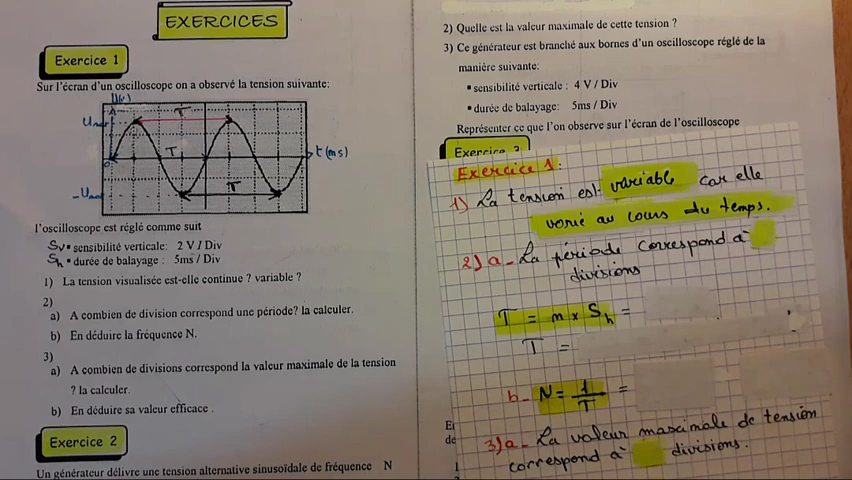 EXERCICES
Exercice 1
Sur l'écran d'un oscilloscope on a observé la tension suivante:
T
T
t(ms)
T
l'oscilloscope est réglé comme suit
Sv ▪ sensibilité verticale: 2 V / Div
Sh ▪ durée de balayage : 5ms / Div
1) La tension visualisée est-elle continue ? variable ?
2)
a) A combien de division correspond une période? la calculer.
b) En déduire la fréquence N.
3)
a) A combien de divisions correspond la valeur maximale de la tension
? la calculer.
b) En déduire sa valeur efficace .
Exercice 2
Un générateur délivre une tension alternative sinusoïdale de fréquence N
2) Quelle est la valeur maximale de cette tension ?
3) Ce générateur est branché aux bornes d'un oscilloscope réglé de la
manière suivante:
▪ sensibilité verticale : 4 V / Div
▪ durée de balayage : 5ms / Div
Représenter ce que l'on observe sur l'écran de l'oscilloscope
Exercice
Exercice 1:
1) La tension est variable car elle
varie au cours du temps.
2) a - La période correspond à
divisions
T = n x Sh =
T =
b - N = 1/T =
3) a - La valeur maximale de tension
correspond à divisions.